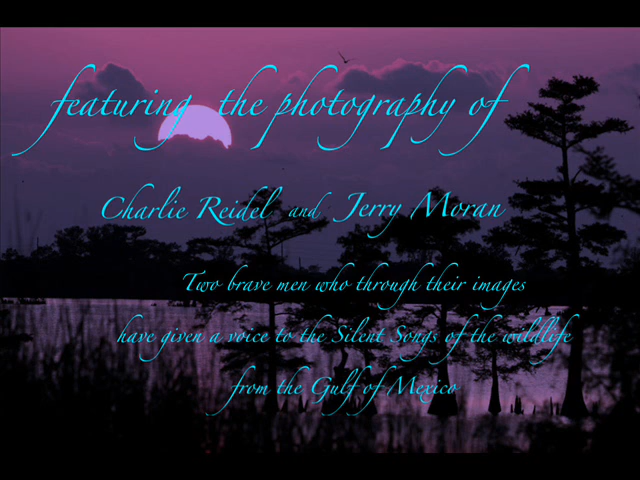 featuring the photography of
Charlie Reidel and Jerry Moran
Two brave men who through their images
have given a voice to the Silent Songs of the wildlife
from the Gulf of Mexico